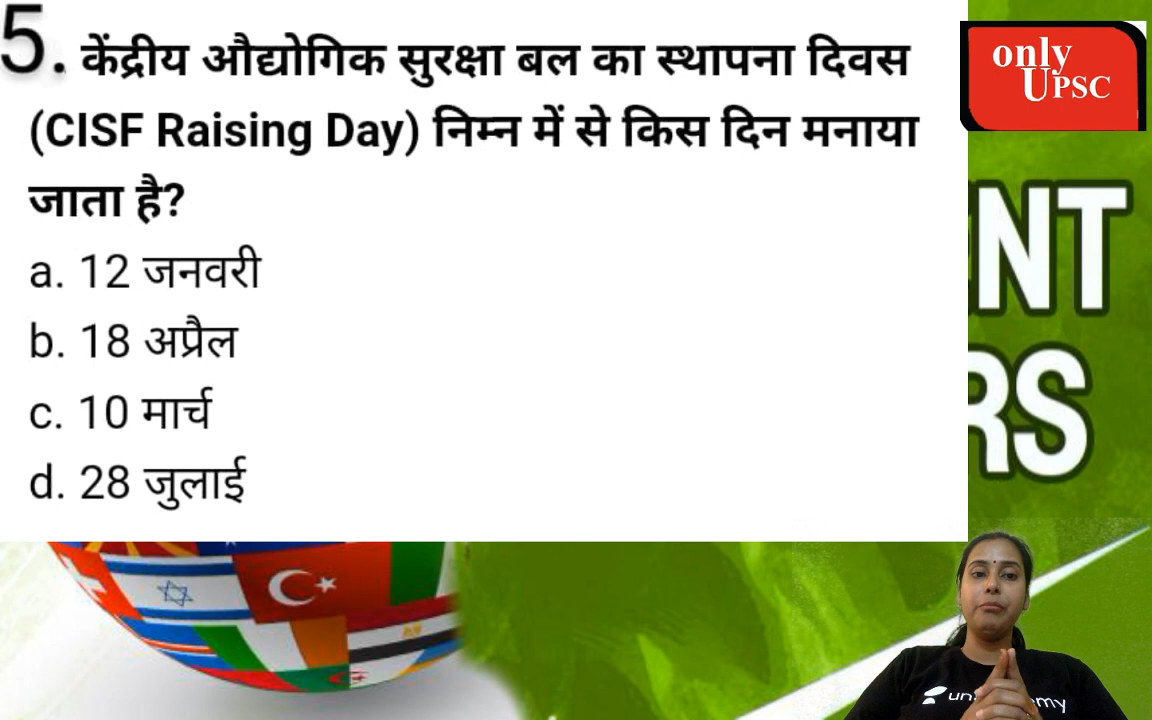 5. केंद्रीय औद्योगिक सुरक्षा बल का स्थापना दिवस
(CISF Raising Day) निम्न में से किस दिन मनाया
जाता है?
a. 12 जनवरी
b. 18 अप्रैल
c. 10 मार्च
d. 28 जुलाई
only
UPSC
NT
RS